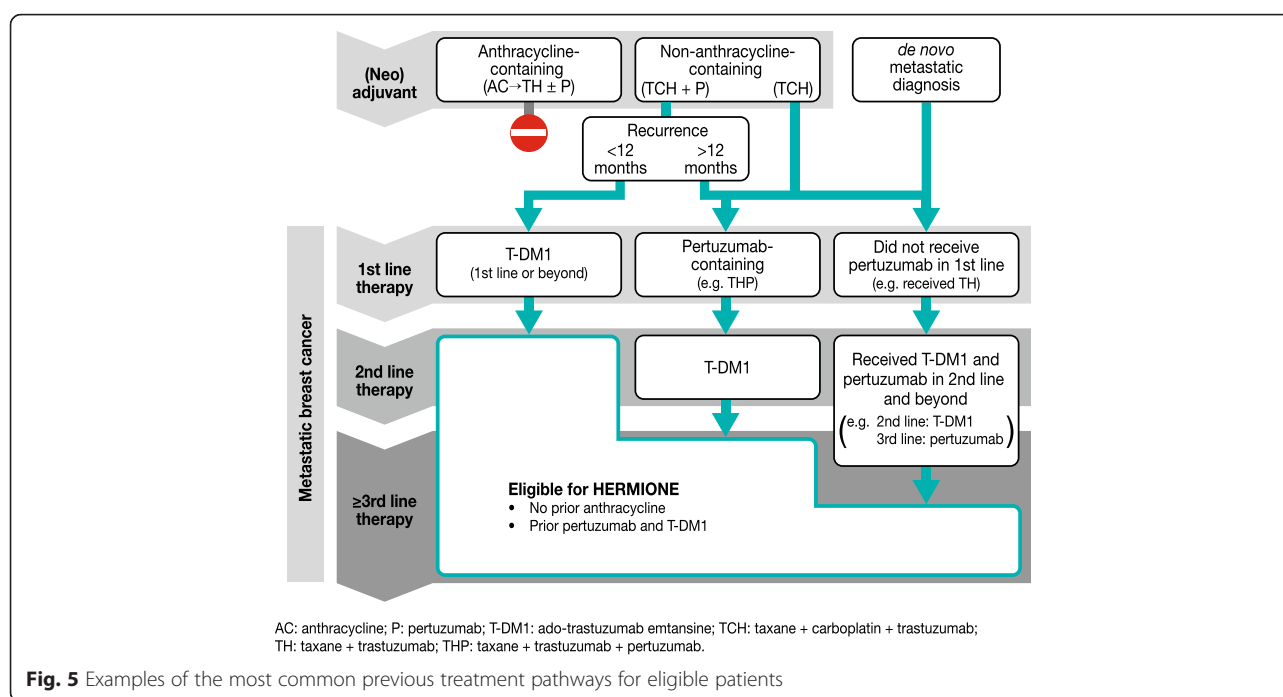 (Neo)
adjuvant
Anthracycline-
containing
(AC→TH ± P)
Non-anthracycline-
containing
(TCH + P) (TCH)
de novo
metastatic
diagnosis
Recurrence
<12 >12
months months
Metastatic breast cancer
1st line
therapy
T-DM1
(1st line or beyond)
Pertuzumab-
containing
(e.g. THP)
Did not receive
pertuzumab in 1st line
(e.g. received TH)
2nd line
therapy
T-DM1
Received T-DM1 and
pertuzumab in 2nd line
and beyond
(e.g. 2nd line: T-DM1
3rd line: pertuzumab)
≥3rd line
therapy
Eligible for HERMIONE
• No prior anthracycline
• Prior pertuzumab and T-DM1
AC: anthracycline; P: pertuzumab; T-DM1: ado-trastuzumab emtansine; TCH: taxane + carboplatin + trastuzumab;
TH: taxane + trastuzumab; THP: taxane + trastuzumab + pertuzumab.
Fig. 5 Examples of the most common previous treatment pathways for eligible patients